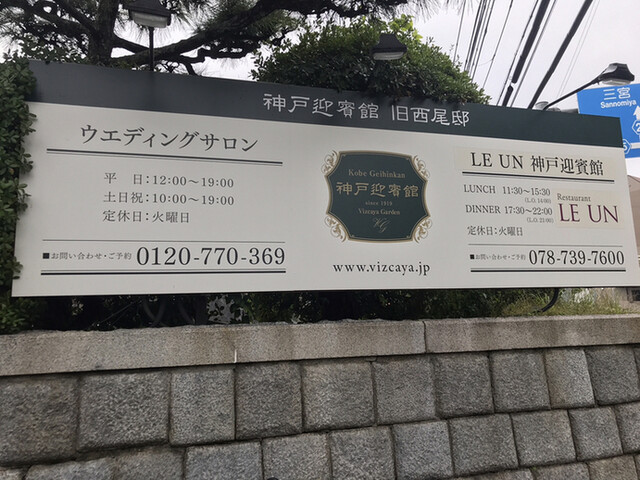 神戸迎賓館 旧西尾邸
ウエディングサロン
平 日:12:00〜19:00
土日祝:10:00〜19:00
定休日:火曜日
■お問い合わせ・ご予約 0120-770-369
Kobe Geihinkan
神戸迎賓館
since 1919
Vizcaya Garden
VG
www.vizcaya.jp
LE UN 神戸迎賓館
LUNCH 11:30〜15:30
(L.O. 14:00)
DINNER 17:30〜22:00
(L.O. 21:00)
定休日:火曜日
Restaurant
LE UN
■お問い合わせ・ご予約 078-739-7600
三宮
Sannomiya